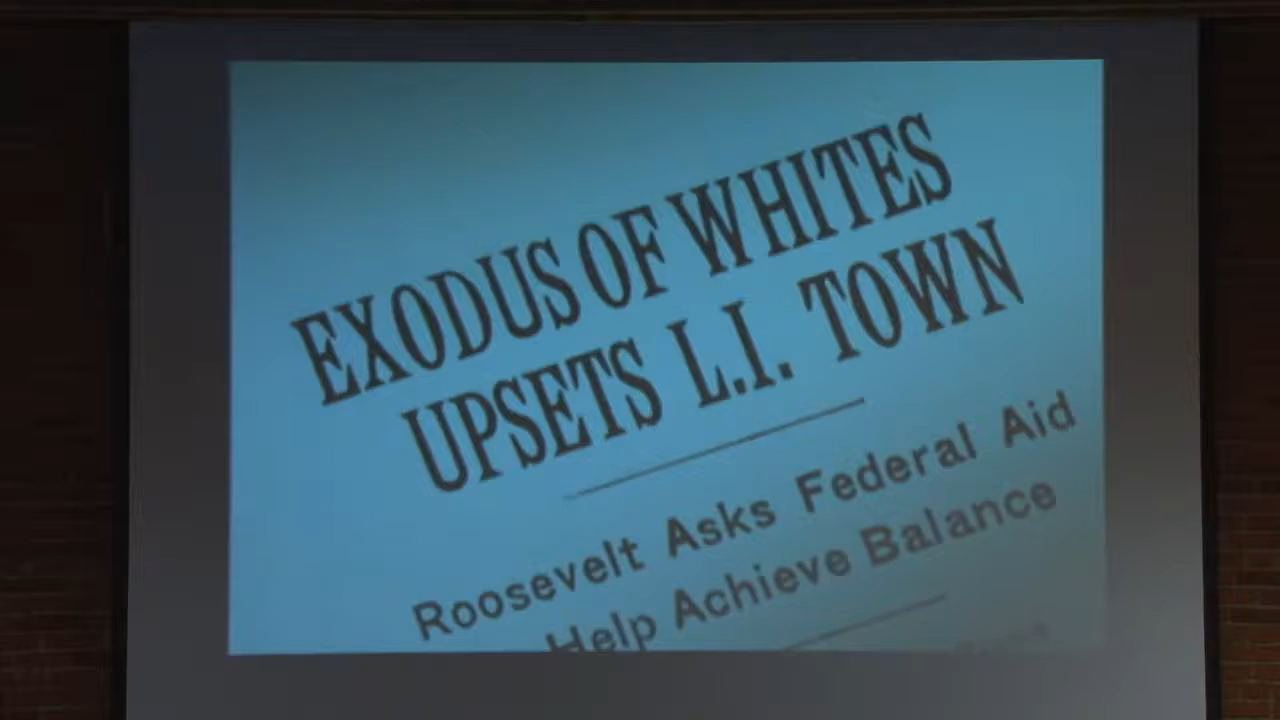 EXODUS OF WHITES
UPSETS L.I. TOWN
Roosevelt Asks Federal Aid
Help Achieve Balance